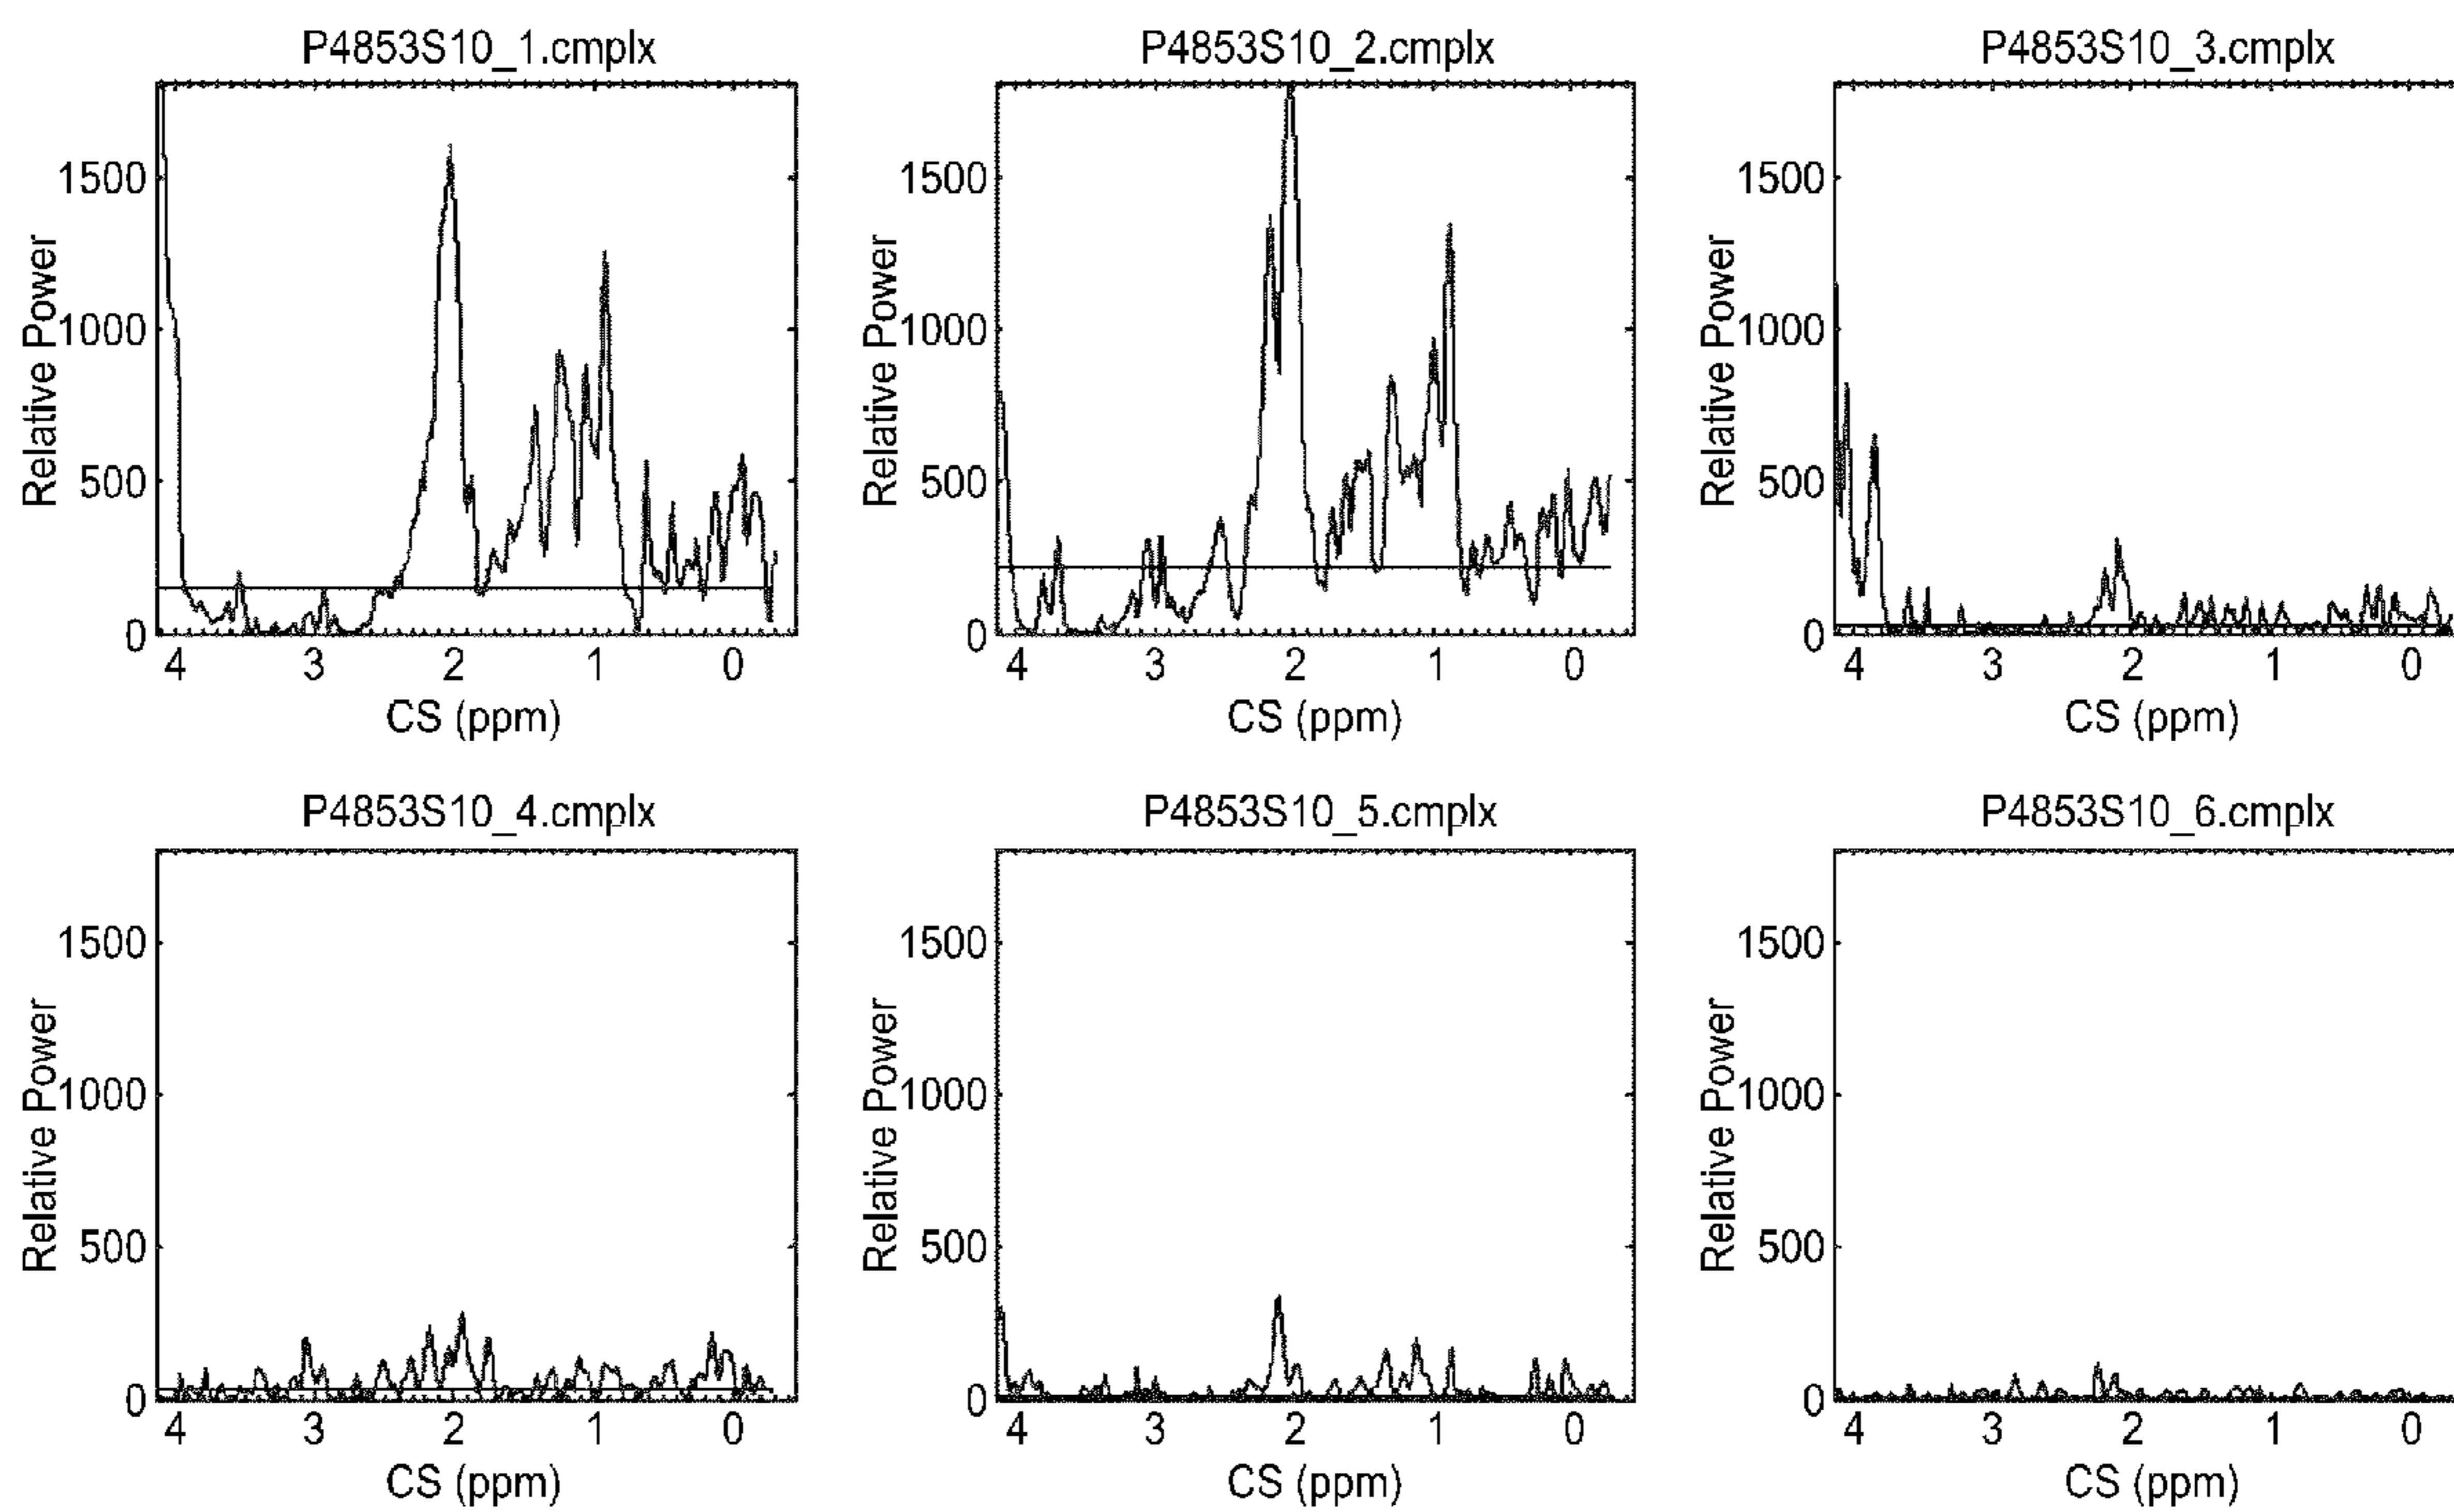 P4853S10_1.cmplx
P4853S10_2.cmplx
P4853S10_3.cmplx
Relative Power
1500
1000
500
0
4 3 2 1 0
CS (ppm)
Relative Power
1500
1000
500
0
4 3 2 1 0
CS (ppm)
Relative Power
1500
1000
500
0
4 3 2 1 0
CS (ppm)
P4853S10_4.cmplx
P4853S10_5.cmplx
P4853S10_6.cmplx
Relative Power
1500
1000
500
0
4 3 2 1 0
CS (ppm)
Relative Power
1500
1000
500
0
4 3 2 1 0
CS (ppm)
Relative Power
1500
1000
500
0
4 3 2 1 0
CS (ppm)